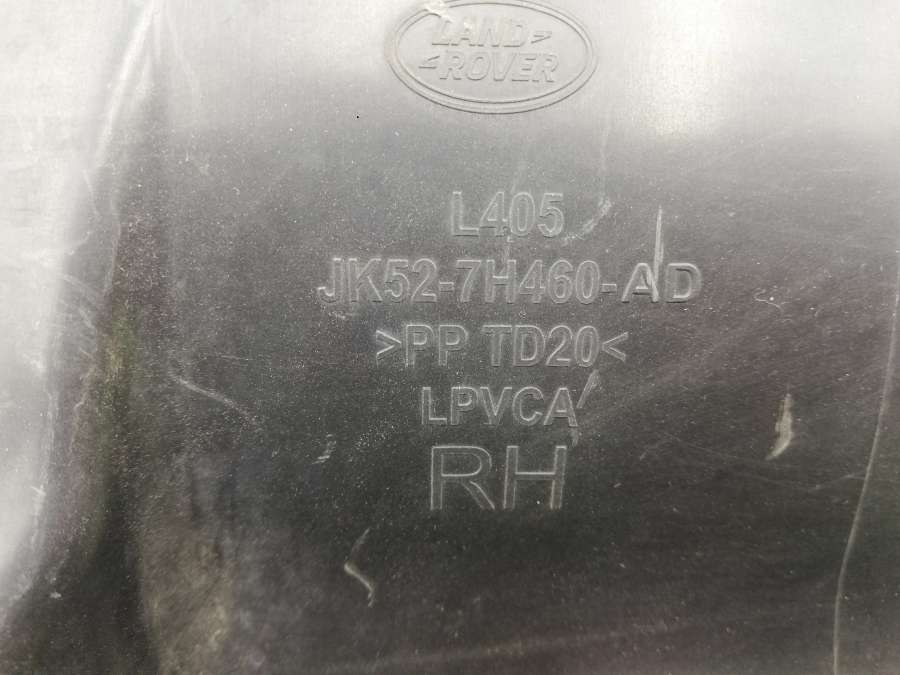 LAND
ROVER
L405
JK52-7H460-AD
>PP TD20<
LPVCA
RH